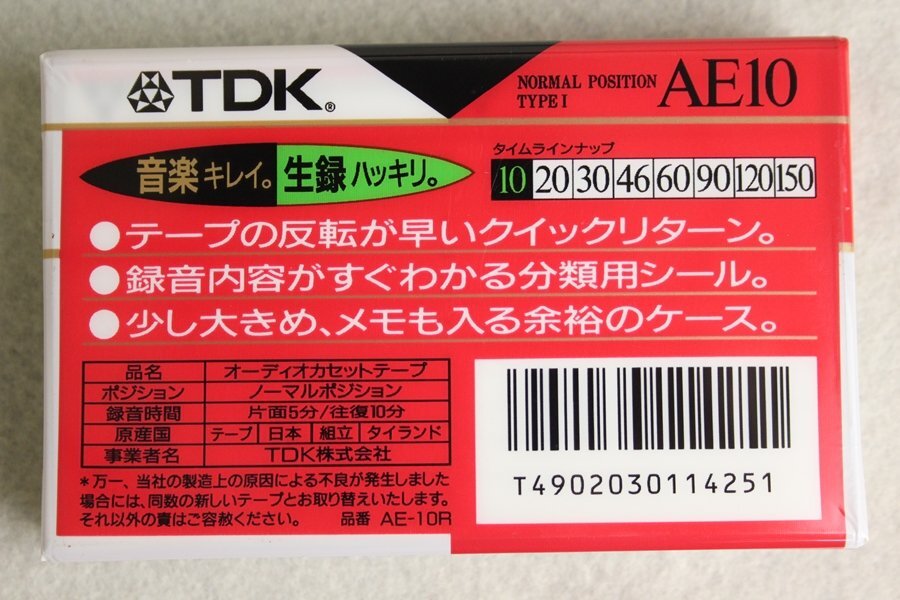 TDK®
NORMAL POSITION
TYPE I
AE10
音楽キレイ。生録ハッキリ。
タイムラインナップ
10 20 30 46 60 90 120 150
●テープの反転が早いクイックリターン。
●録音内容がすぐわかる分類用シール。
●少し大きめ、メモも入る余裕のケース。
品名 オーディオカセットテープ
ポジション ノーマルポジション
録音時間 片面5分/往復10分
原産国 テープ 日本 組立 タイランド
事業者名 TDK株式会社
*万一、当社の製造上の原因による不良が発生しました
場合には、同数の新しいテープとお取り替えいたします。
それ以外の責はご容赦ください。 品番 AE-10R
T4902030114251